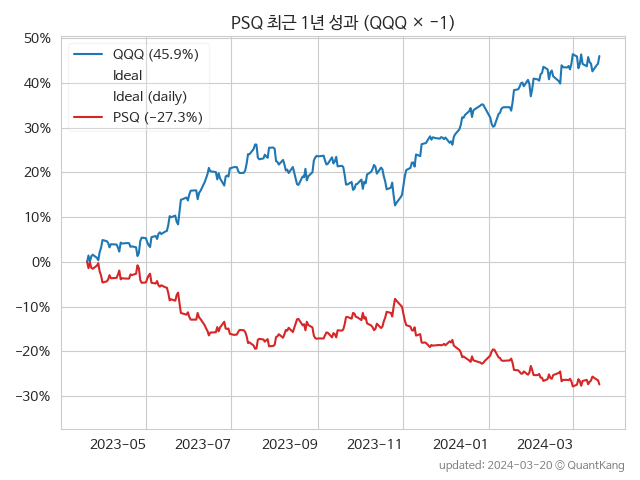 PSQ 최근 1년 성과 (QQQ × −1)
50%
40%
30%
20%
10%
0%
−10%
−20%
−30%
QQQ (45.9%)
Ideal
Ideal (daily)
PSQ (−27.3%)
2023−05
2023−07
2023−09
2023−11
2024−01
2024−03
updated: 2024−03−20 © QuantKang